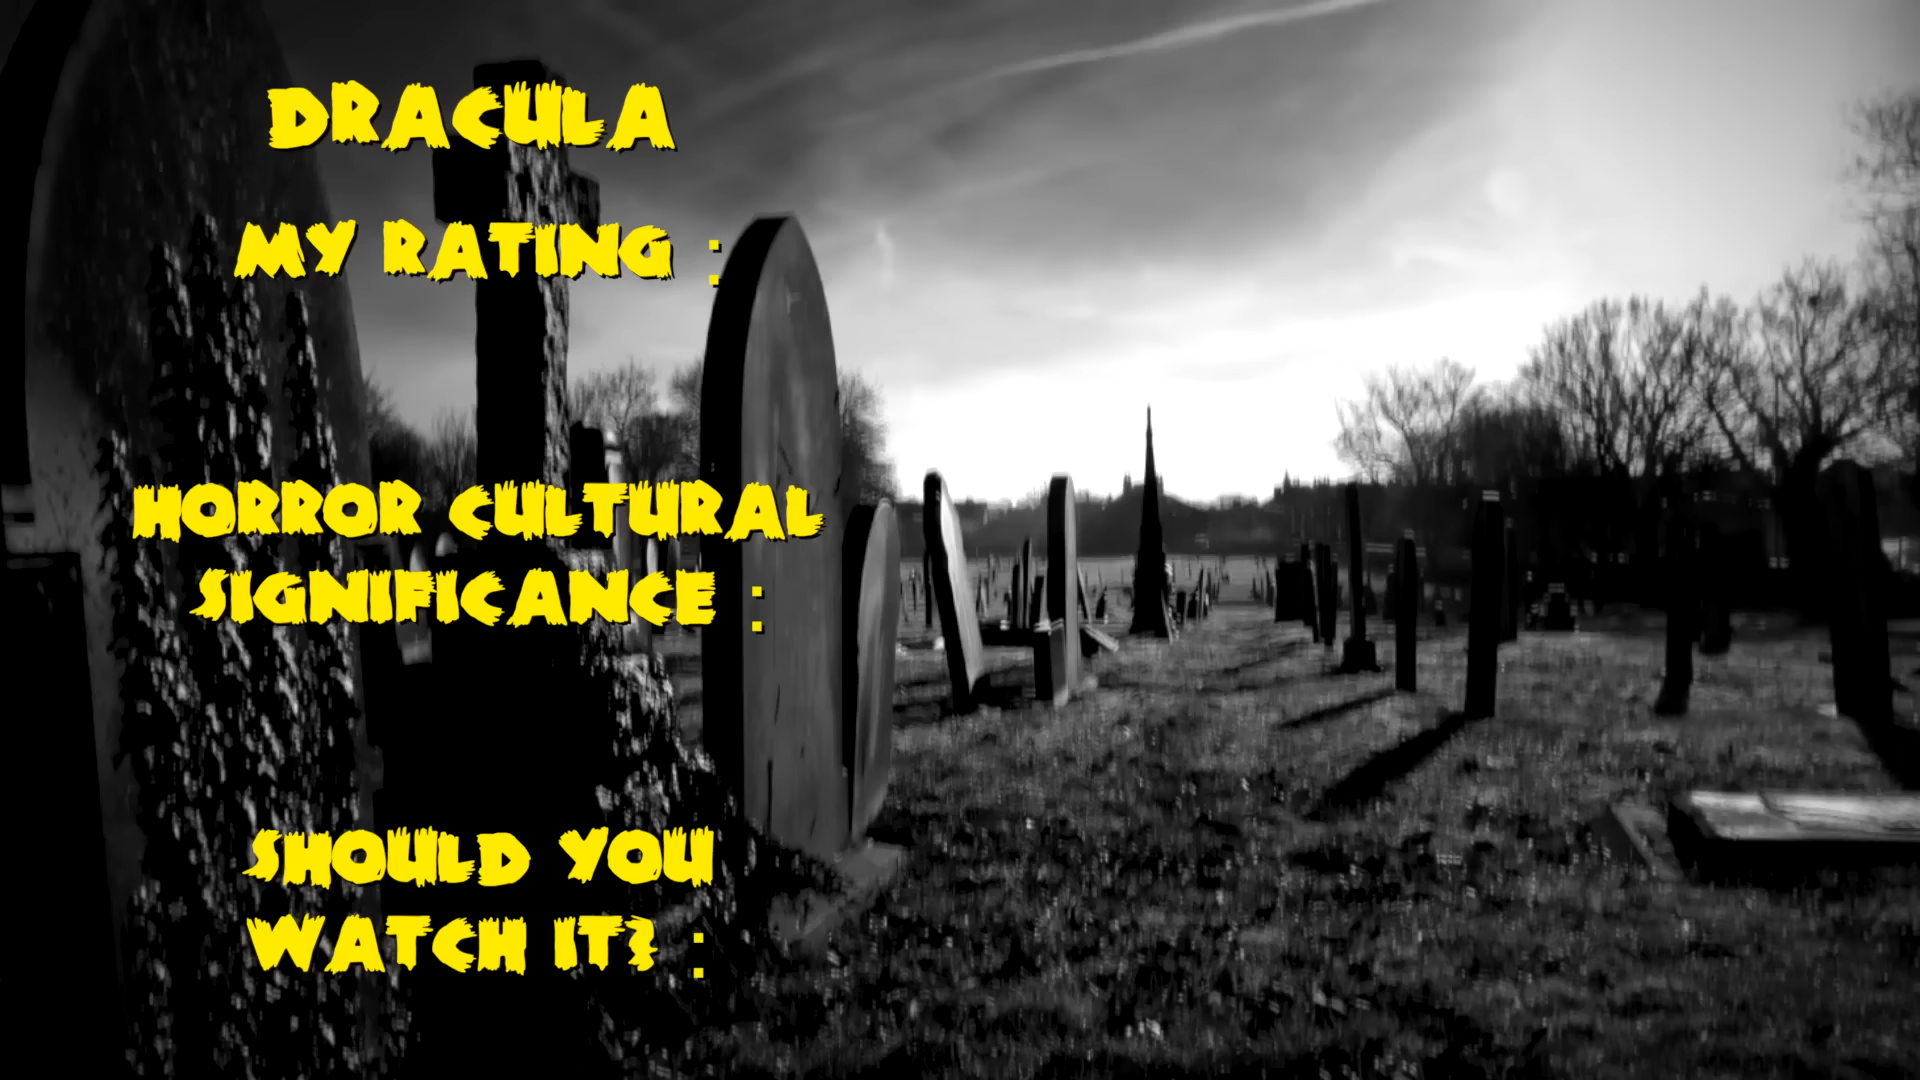 DRACULA
MY RATING :
HORROR CULTURAL
SIGNIFICANCE :
SHOULD YOU
WATCH IT? :